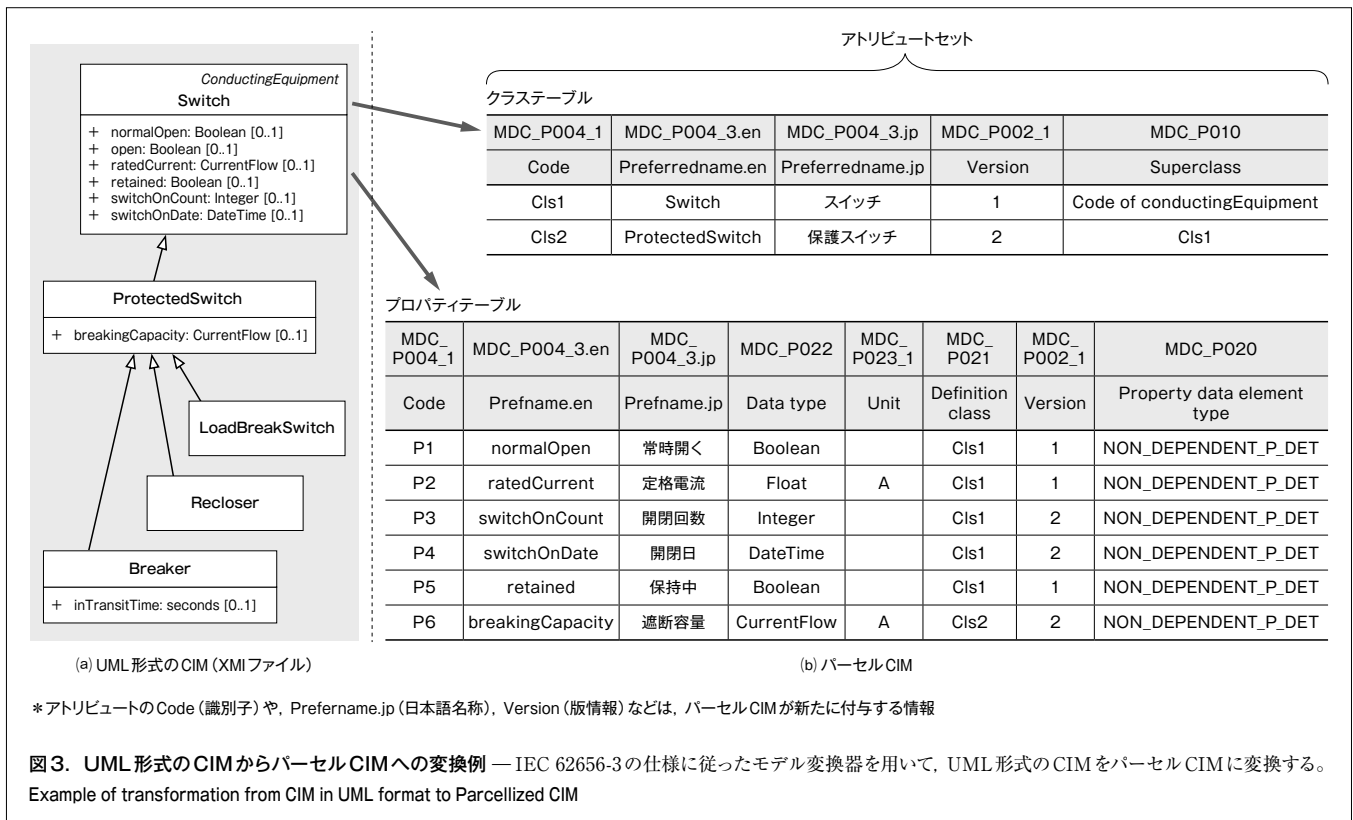 ConductingEquipment
Switch
+ normalOpen: Boolean [0..1]
+ open: Boolean [0..1]
+ ratedCurrent: CurrentFlow [0..1]
+ retained: Boolean [0..1]
+ switchOnCount: Integer [0..1]
+ switchOnDate: DateTime [0..1]
ProtectedSwitch
+ breakingCapacity: CurrentFlow [0..1]
LoadBreakSwitch
Recloser
Breaker
+ inTransitTime: seconds [0..1]
(a) UML形式のCIM（XMIファイル）
アトリビュートセット
クラステーブル
MDC_P004_1 MDC_P004_3.en MDC_P004_3.jp MDC_P002_1 MDC_P010
Code Preferredname.en Preferredname.jp Version Superclass
Cls1 Switch スイッチ 1 Code of conductingEquipment
Cls2 ProtectedSwitch 保護スイッチ 2 Cls1
プロパティテーブル
MDC_P004_1 MDC_P004_3.en MDC_P004_3.jp MDC_P022 MDC_P023_1 MDC_P021 MDC_P002_1 MDC_P020
Code Prefname.en Prefname.jp Data type Unit Definition class Version Property data element type
P1 normalOpen 常時開く Boolean Cls1 1 NON_DEPENDENT_P_DET
P2 ratedCurrent 定格電流 Float A Cls1 1 NON_DEPENDENT_P_DET
P3 switchOnCount 開閉回数 Integer Cls1 2 NON_DEPENDENT_P_DET
P4 switchOnDate 開閉日 DateTime Cls1 2 NON_DEPENDENT_P_DET
P5 retained 保持中 Boolean Cls1 1 NON_DEPENDENT_P_DET
P6 breakingCapacity 遮断容量 CurrentFlow A Cls2 2 NON_DEPENDENT_P_DET
(b) パーセルCIM
＊アトリビュートのCode（識別子）や，Prefername.jp（日本語名称），Version（版情報）などは，パーセルCIMが新たに付与する情報
図3. UML形式のCIMからパーセルCIMへの変換例 — IEC 62656-3の仕様に従ったモデル変換器を用いて，UML形式のCIMをパーセルCIMに変換する。
Example of transformation from CIM in UML format to Parcellized CIM